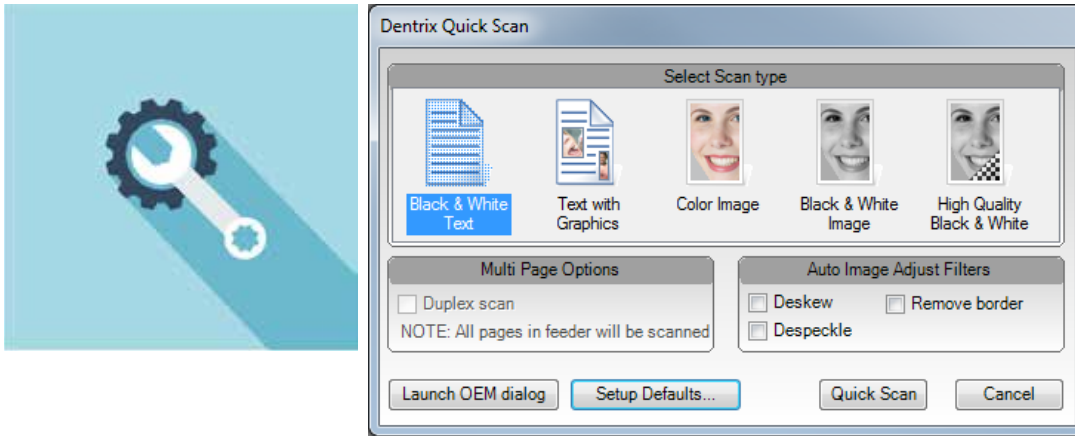 Dentrix Quick Scan
Select Scan type
Black & White
Text
Text with
Graphics
Color Image
Black & White
Image
High Quality
Black & White
Multi Page Options
Duplex scan
NOTE: All pages in feeder will be scanned
Auto Image Adjust Filters
Deskew
Remove border
Despeckle
Launch OEM dialog
Setup Defaults...
Quick Scan
Cancel